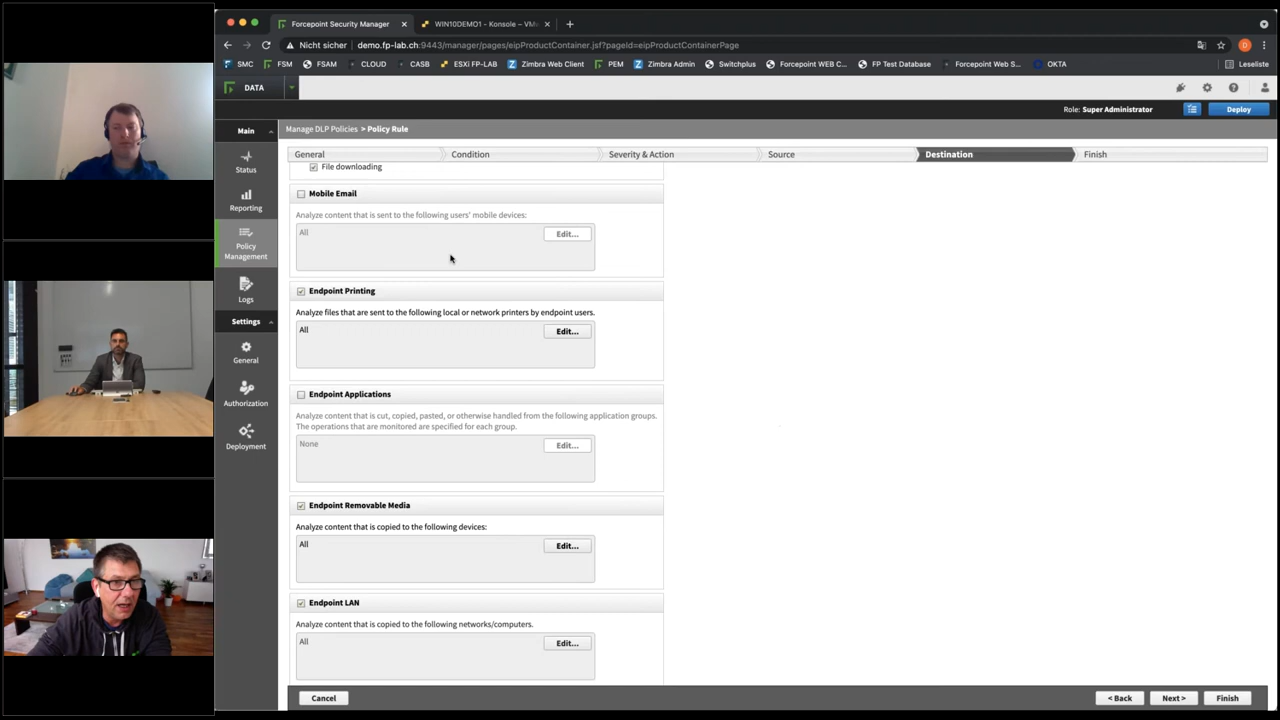 Forcepoint Security Manager
WIN10DEMO1 - Konsole – VM
Nicht sicher
demo.fp-lab.ch:9443/manager/pages/eipProductContainer.jsf?pageId=eipProductContainerPage
SMC
FSM
FSAM
CLOUD
CASB
ESXi FP-LAB
Zimbra Web Client
PEM
Zimbra Admin
Switchplus
Forcepoint WEB C...
FP Test Database
Forcepoint Web S...
OKTA
Leseliste
DATA
Role: Super Administrator
Deploy
Main
Status
Reporting
Policy
Management
Logs
Settings
General
Authorization
Deployment
Manage DLP Policies > Policy Rule
General
Condition
Severity & Action
Source
Destination
Finish
File downloading
Mobile Email
Analyze content that is sent to the following users' mobile devices:
All
Edit...
Endpoint Printing
Analyze files that are sent to the following local or network printers by endpoint users.
All
Edit...
Endpoint Applications
Analyze content that is cut, copied, pasted, or otherwise handled from the following application groups.
The operations that are monitored are specified for each group.
None
Edit...
Endpoint Removable Media
Analyze content that is copied to the following devices:
All
Edit...
Endpoint LAN
Analyze content that is copied to the following networks/computers.
All
Edit...
Cancel
< Back
Next >
Finish